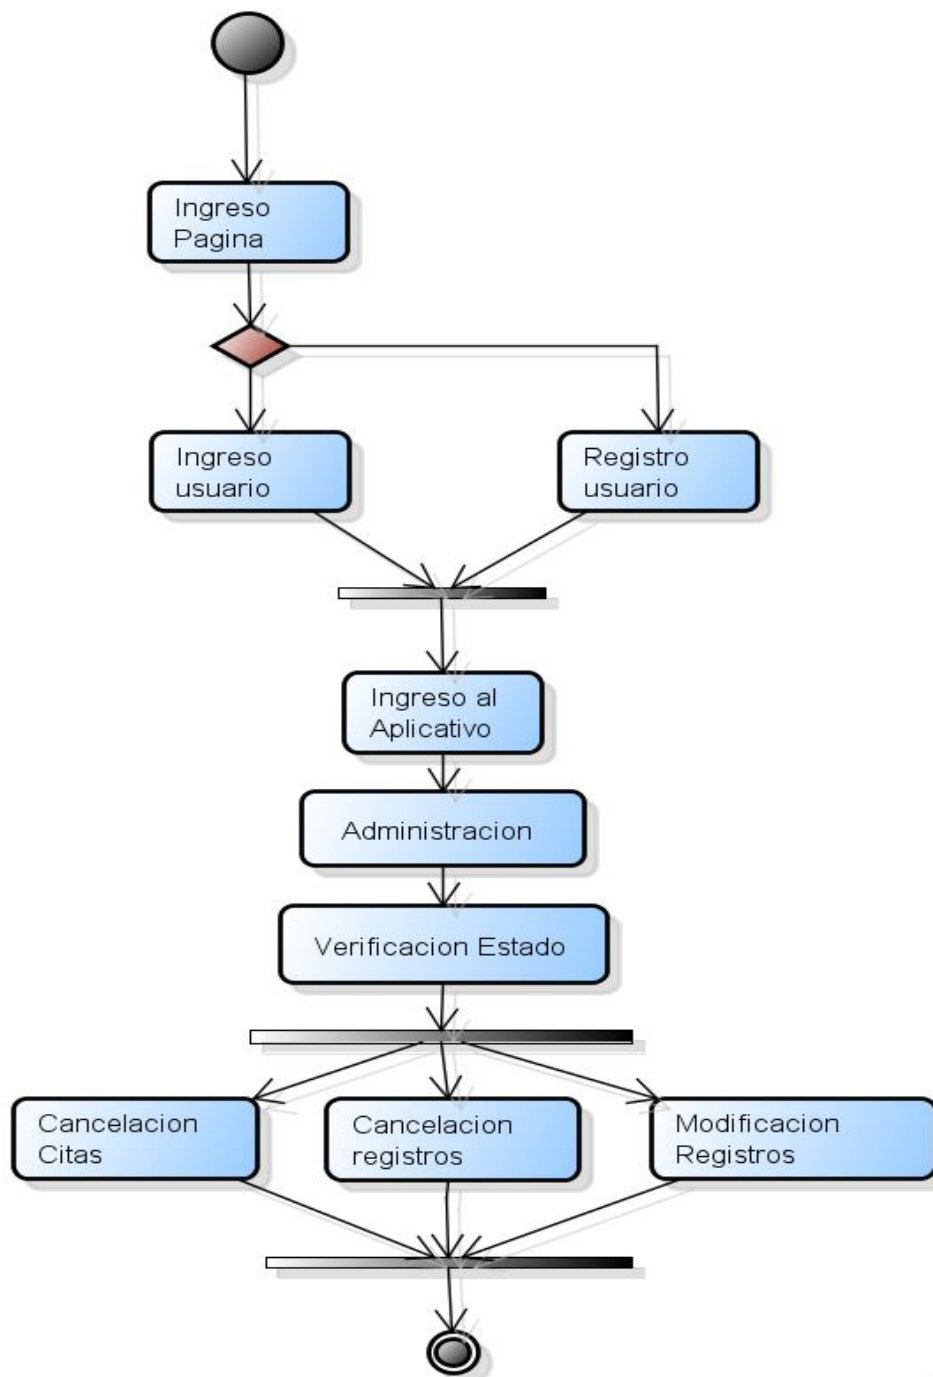 Ingreso
Pagina
Ingreso
usuario
Registro
usuario
Ingreso al
Aplicativo
Administracion
Verificacion Estado
Cancelacion
Citas
Cancelacion
registros
Modificacion
Registros